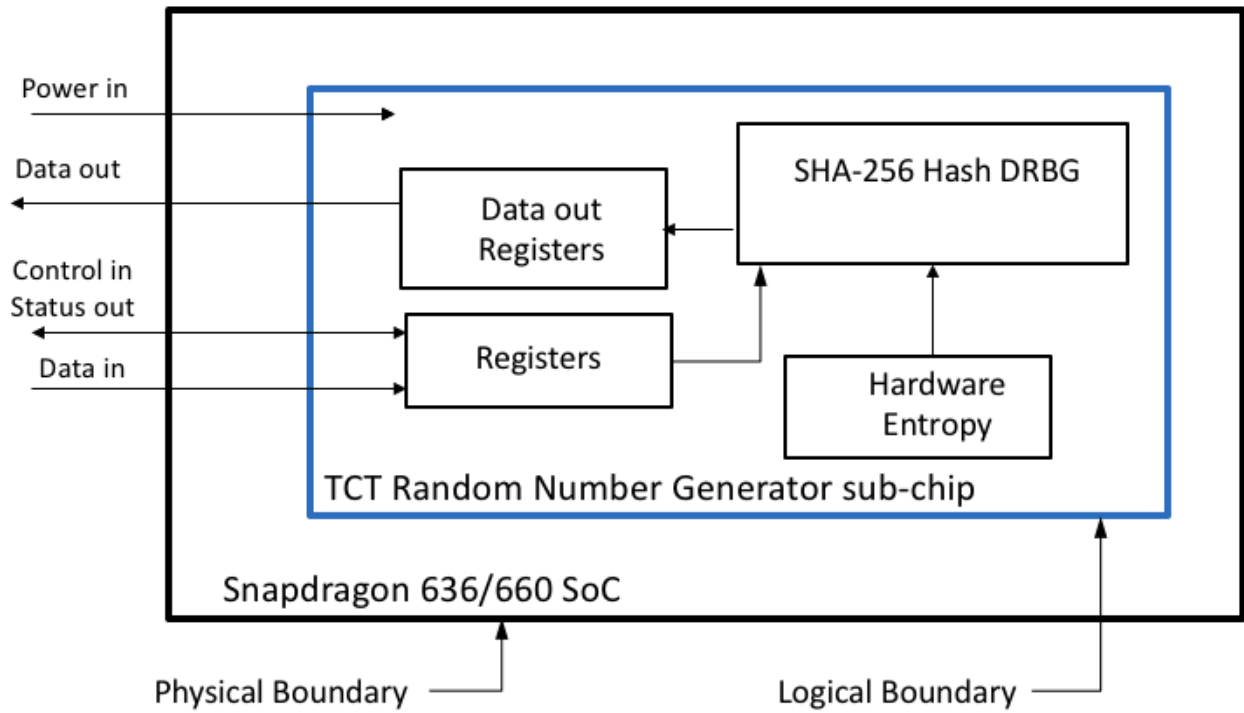 Power in
Data out
Control in
Status out
Data in
Data out
Registers
Registers
SHA-256 Hash DRBG
Hardware
Entropy
TCT Random Number Generator sub-chip
Snapdragon 636/660 SoC
Physical Boundary
Logical Boundary